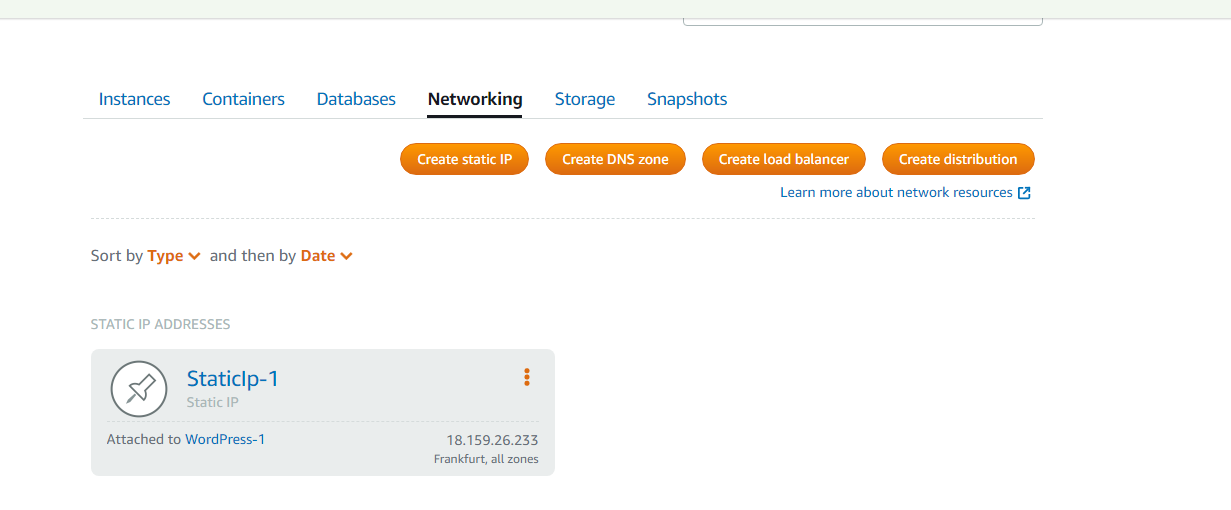 Instances Containers Databases Networking Storage Snapshots
Create static IP Create DNS zone Create load balancer Create distribution
Learn more about network resources
Sort by Type and then by Date
STATIC IP ADDRESSES
StaticIp-1
Static IP
Attached to WordPress-1 18.159.26.233
Frankfurt, all zones